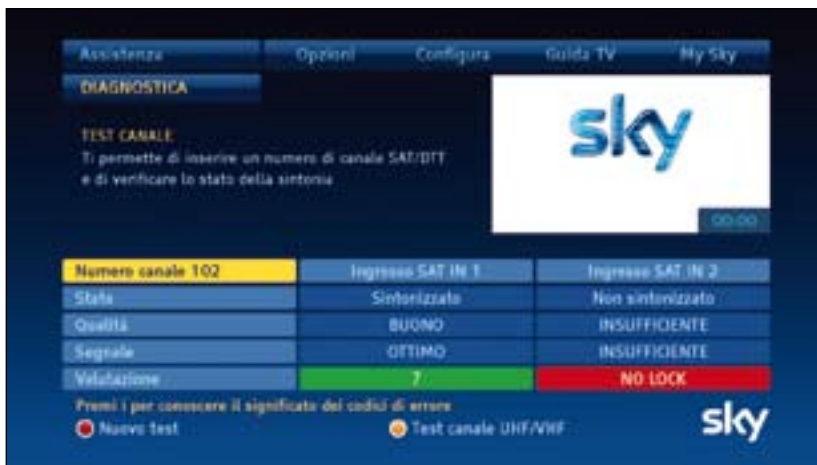 Assistenza Opzioni Configura Guida TV My Sky
DIAGNOSTICA
TEST CANALE
Ti permette di inserire un numero di canale SAT/DTT
e di verificare lo stato della sintonia
sky
00:00
Numero canale 102 Ingresso SAT IN 1 Ingresso SAT IN 2
Stato Sintonizzato Non sintonizzato
Qualità BUONO INSUFFICIENTE
Segnale OTTIMO INSUFFICIENTE
Valutazione 7 NO LOCK
Premi i per conoscere il significato dei codici di errore
Nuovo test Test canale UHF/VHF
sky